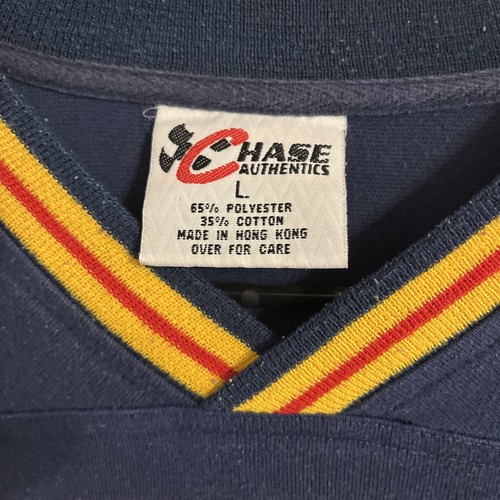 CHASE
AUTHENTICS
L.
65% POLYESTER
35% COTTON
MADE IN HONG KONG
OVER FOR CARE